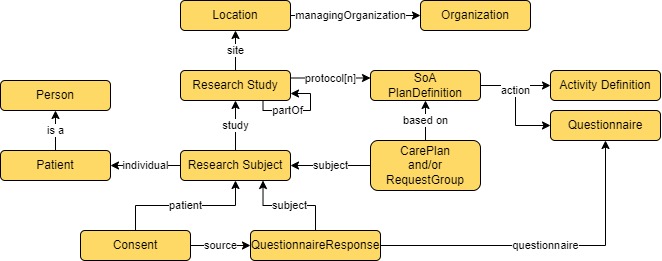 Location
managingOrganization
Organization
site
Research Study
protocol[n]
SoA
PlanDefinition
action
Activity Definition
Person
partOf
Questionnaire
is a
study
based on
Patient
individual
Research Subject
subject
CarePlan
and/or
RequestGroup
patient
subject
Consent
source
QuestionnaireResponse
questionnaire